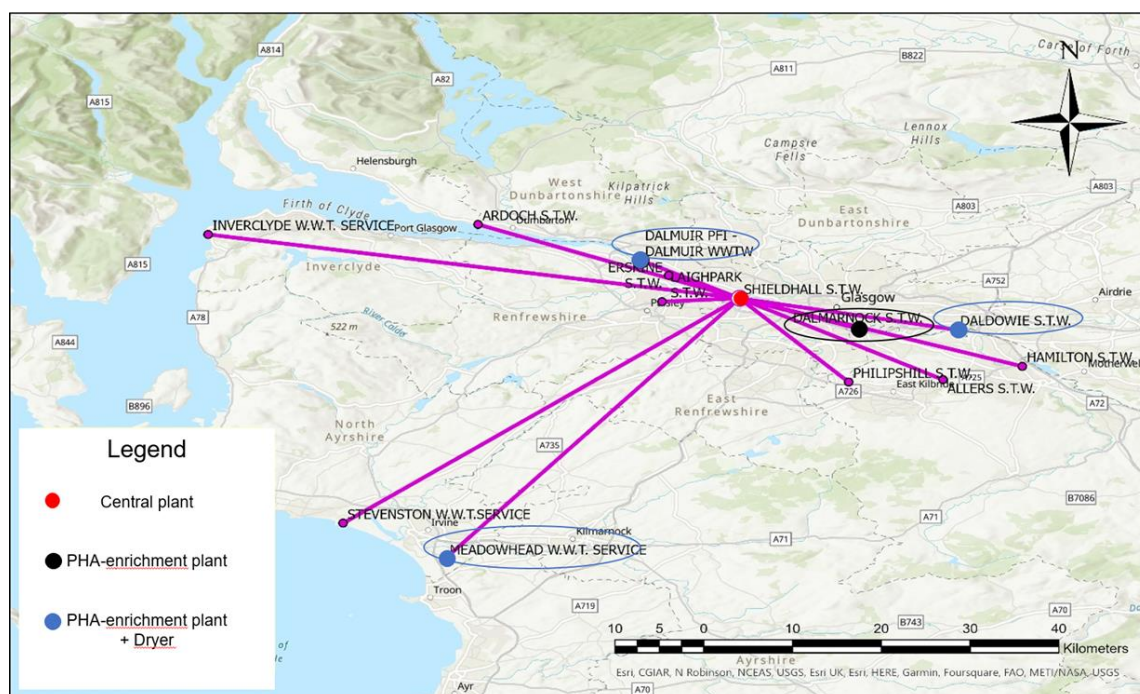 A814
B822
Carse of Forth
N
A811
A82
A815
Lennox
Hills
Campsie
Fells
Helensburgh
West
Dunbartonshire
Kilpatrick
Hills
A803
East
Dunbartonshire
A803
Firth of Clyde
ARDOCH S.T.W.
Dumbarton
INVERCLYDE W.W.T. SERVICE
Port Glasgow
DALMUIR PFI -
DALMUIR WWTW
A815
Inverclyde
ERSKINE
S.T.W.
LAIGHPARK
S.T.W.
A752
Airdrie
SHIELDHALL S.T.W.
Glasgow
Paisley
A78
522 m
River Calder
Renfrewshire
DALMARNOCK S.T.W.
DALDOWIE S.T.W.
A844
HAMILTON S.T.W.
Motherwell
PHILIPSHILL S.T.W.
A725
East Kilbride
ALLERS S.T.W.
A726
A72
B896
East
Renfrewshire
North
Ayrshire
A735
Legend
Central plant
PHA-enrichment plant
PHA-enrichment plant
+ Dryer
B7086
STEVENSTON W.W.T.SERVICE
Irvine
A71
Kilmarnock
A71
MEADOWHEAD W.W.T. SERVICE
Troon
A719
A70
B743
10 5 0 10 20 30 40
Kilometers
Ayrshire
Esri, CGIAR, N Robinson, NCEAS, USGS, Esri UK, Esri, HERE, Garmin, Foursquare, FAO, METI/NASA, USGS
Ayr
A70